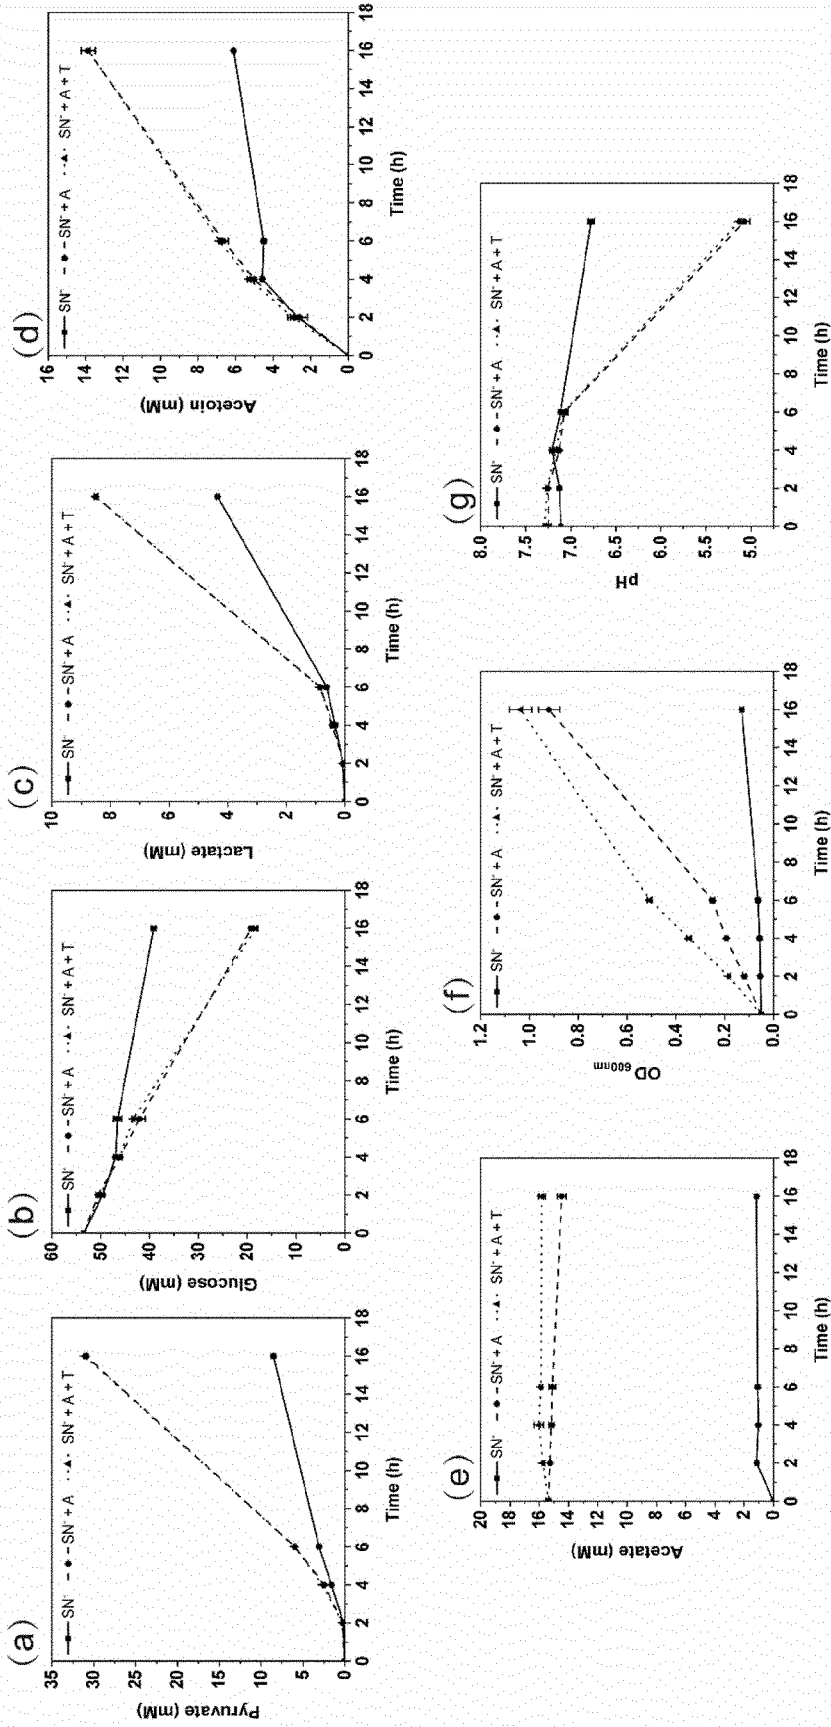 (a)
SN⁻ SN⁻ + A SN⁻ + A + T
Pyruvate (mM)
35
30
25
20
15
10
5
0
0 2 4 6 8 10 12 14 16 18
Time (h)
(b)
SN⁻ SN⁻ + A SN⁻ + A + T
Glucose (mM)
60
50
40
30
20
10
0
0 2 4 6 8 10 12 14 16 18
Time (h)
(c)
SN⁻ SN⁻ + A SN⁻ + A + T
Lactate (mM)
10
8
6
4
2
0
0 2 4 6 8 10 12 14 16 18
Time (h)
(d)
SN⁻ SN⁻ + A SN⁻ + A + T
Acetoin (mM)
16
14
12
10
8
6
4
2
0
0 2 4 6 8 10 12 14 16 18
Time (h)
(e)
SN⁻ SN⁻ + A SN⁻ + A + T
Acetate (mM)
20
18
16
14
12
10
8
6
4
2
0
0 2 4 6 8 10 12 14 16 18
Time (h)
(f)
SN⁻ SN⁻ + A SN⁻ + A + T
OD 600nm
1.2
1.0
0.8
0.6
0.4
0.2
0.0
0 2 4 6 8 10 12 14 16 18
Time (h)
(g)
SN⁻ SN⁻ + A SN⁻ + A + T
pH
8.0
7.5
7.0
6.5
6.0
5.5
5.0
0 2 4 6 8 10 12 14 16 18
Time (h)